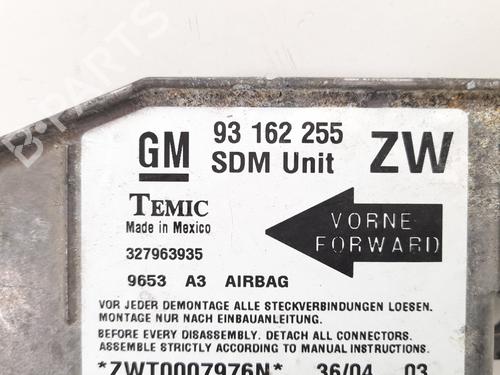 GM 93 162 255 ZW
SDM Unit
TEMIC
Made in Mexico
327963935
VORNE
FORWARD
9653 A3 AIRBAG
VOR JEDER DEMONTAGE ALLE STECKVERBINDUNGEN LOESEN.
MONTAGE NUR NACH EINBAUANLEITUNG.
BEFORE EVERY DISASSEMBLY. DETACH ALL CONNECTORS.
ASSEMBLE STRICTLY ACCORDING TO MANUAL INSTRUCTIONS.
*ZWT0007976N* 36/04 03